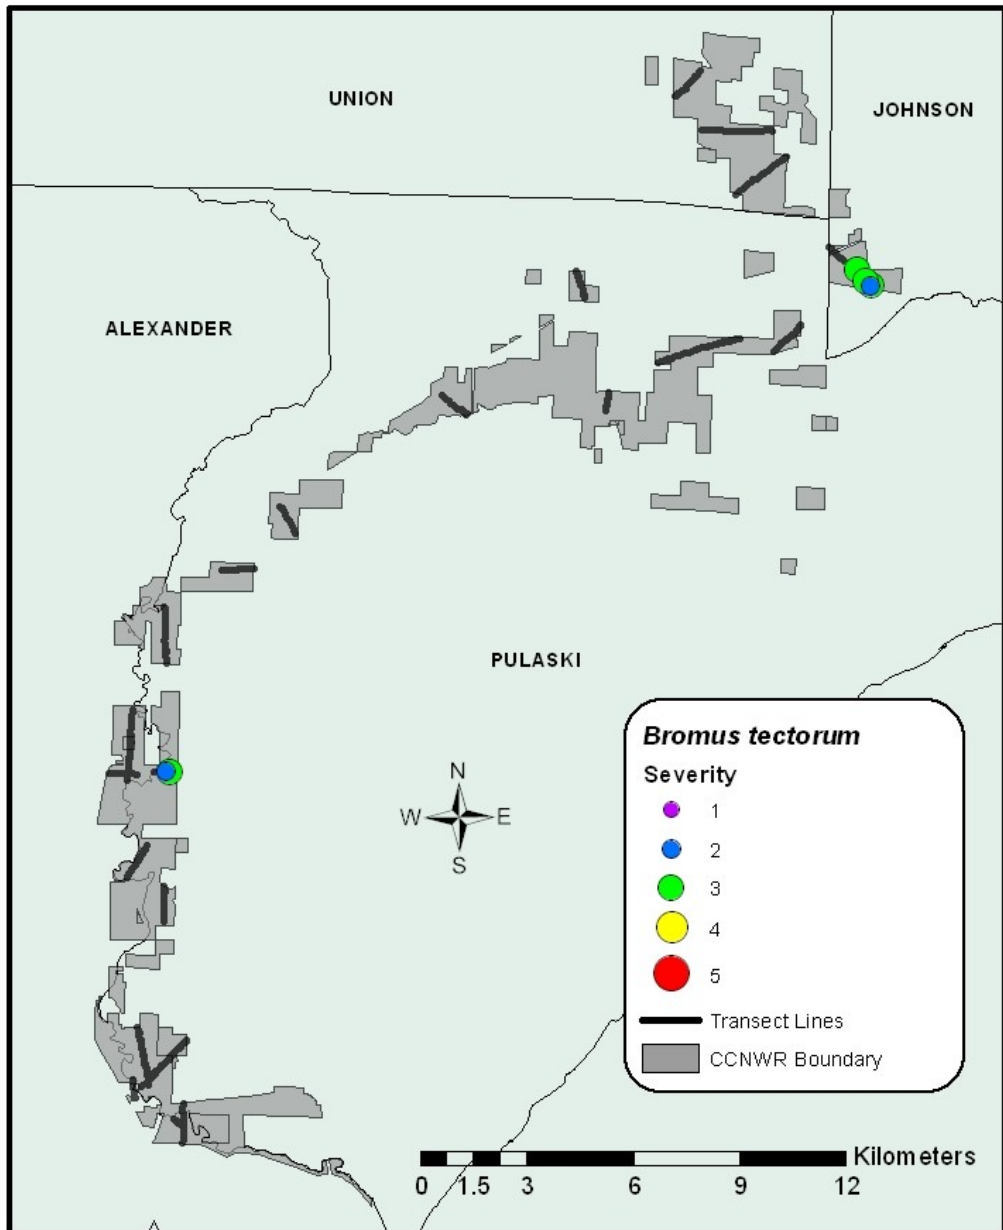 UNION
JOHNSON
ALEXANDER
PULASKI
N
W E
S
Bromus tectorum
Severity
1
2
3
4
5
Transect Lines
CCNWR Boundary
Kilometers
0 1.5 3 6 9 12